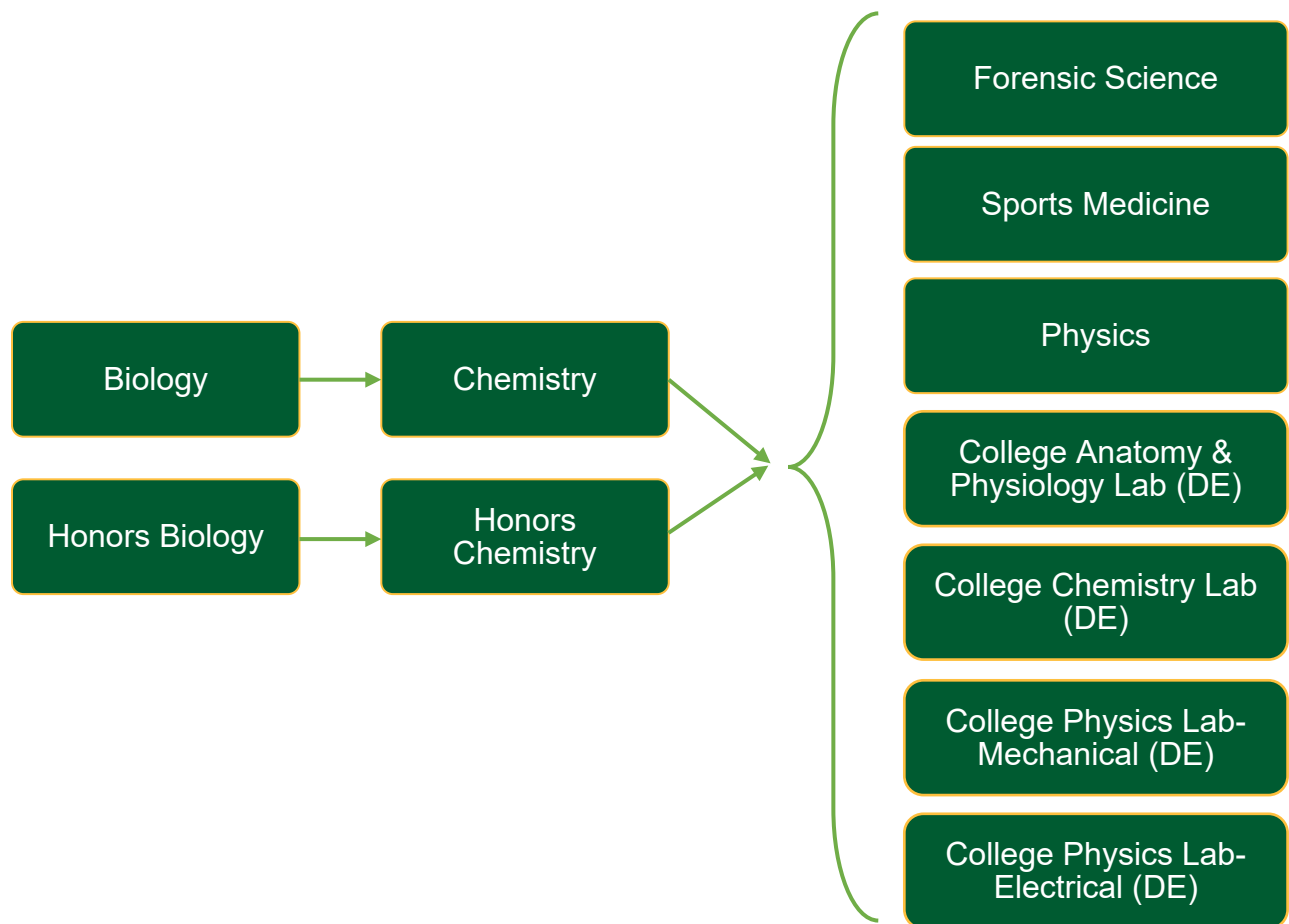 Forensic Science
Sports Medicine
Physics
Biology
Chemistry
College Anatomy &
Physiology Lab (DE)
Honors Biology
Honors
Chemistry
College Chemistry Lab
(DE)
College Physics Lab-
Mechanical (DE)
College Physics Lab-
Electrical (DE)